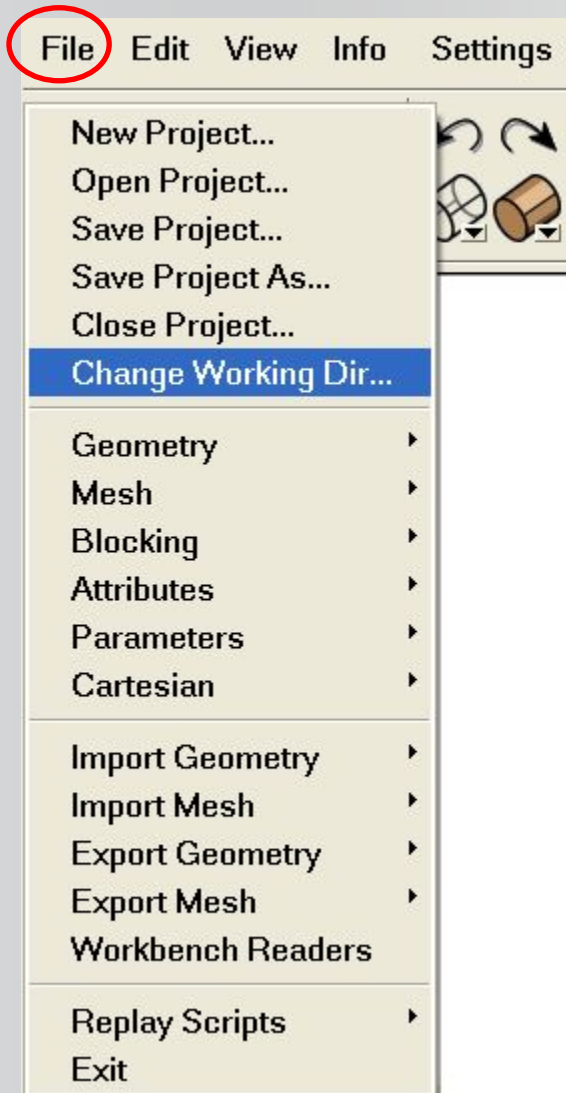 File Edit View Info Settings
New Project...
Open Project...
Save Project...
Save Project As...
Close Project...
Change Working Dir...
Geometry
Mesh
Blocking
Attributes
Parameters
Cartesian
Import Geometry
Import Mesh
Export Geometry
Export Mesh
Workbench Readers
Replay Scripts
Exit